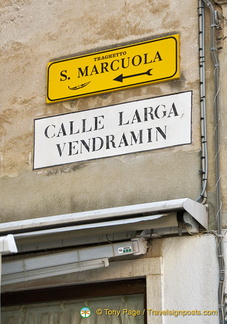 TRAGHETTO
S. MARCUOLA
CALLE LARGA
VENDRAMIN
© Tony Page / Travelsignposts.com